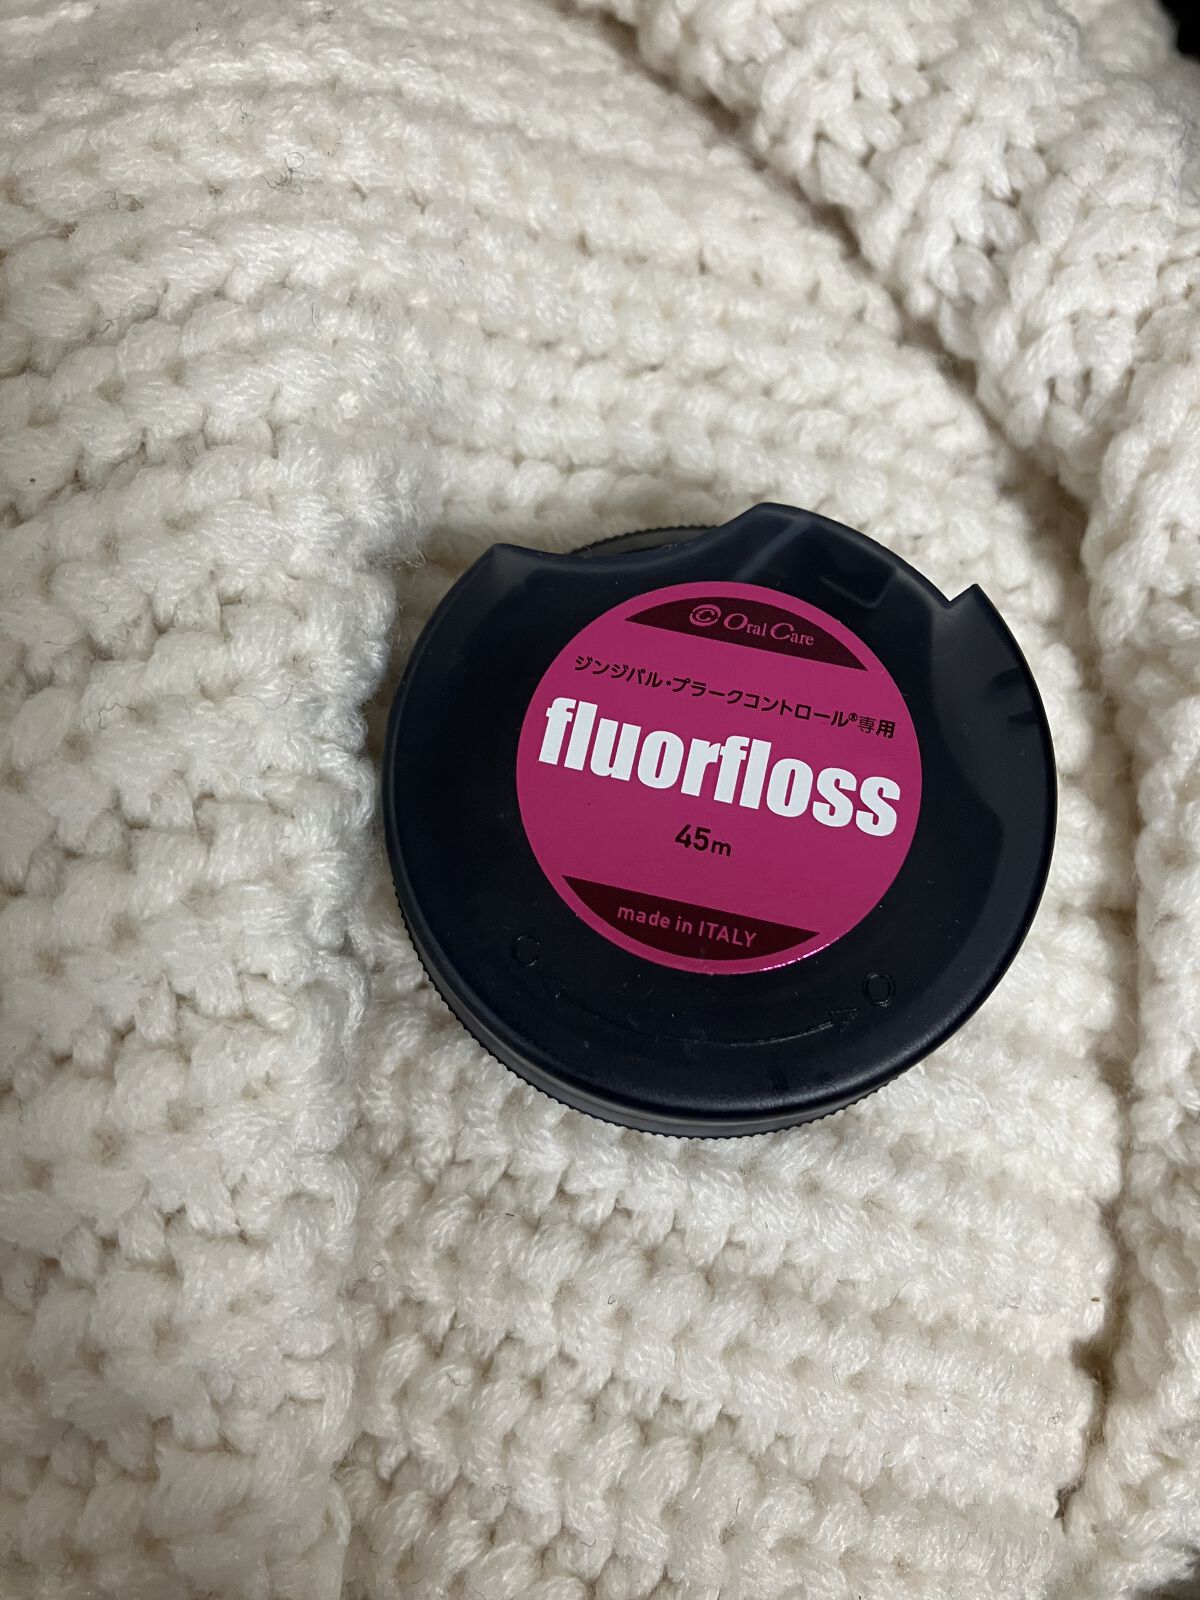 Oral Care
ジンジバル・プラークコントロール®専用
fluorfloss
45m
made in ITALY
C O